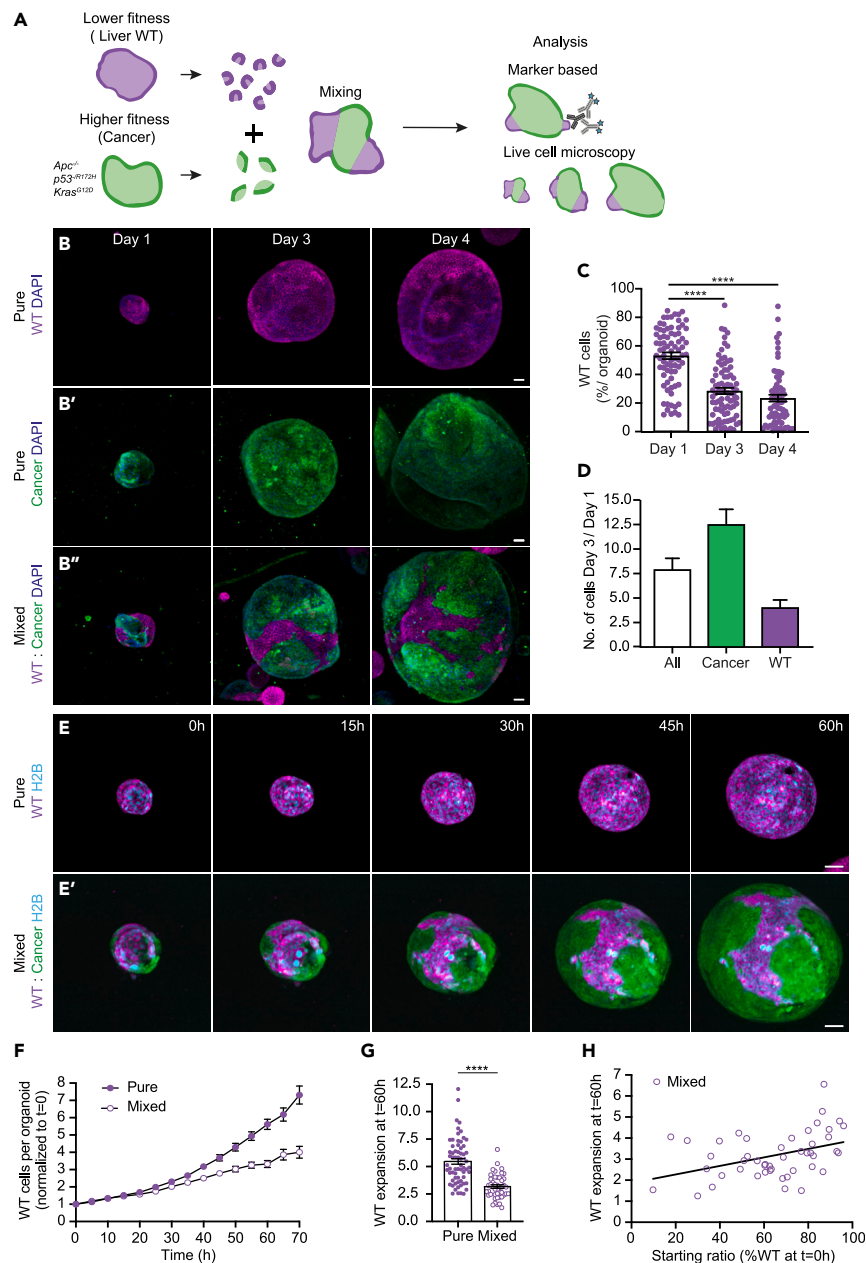 A
Lower fitness
( Liver WT)
Higher fitness
(Cancer)
Apc-/-
p53-/R172H
KrasG12D
Mixing
Analysis
Marker based
Live cell microscopy
B
Day 1
Day 3
Day 4
Pure
WT DAPI
B'
Pure
Cancer DAPI
B"
Mixed
WT : Cancer DAPI
C
WT cells
(%/ organoid)
100
80
60
40
20
0
****
****
Day 1
Day 3
Day 4
D
No. of cells Day 3 / Day 1
15.0
12.5
10.0
7.5
5.0
2.5
0.0
All
Cancer
WT
E
0h
15h
30h
45h
60h
Pure
WT H2B
E'
Mixed
WT : Cancer H2B
F
WT cells per organoid
(normalized to t=0)
8
7
6
5
4
3
2
1
0
Pure
Mixed
0 10 20 30 40 50 60 70
Time (h)
G
WT expansion at t=60h
12.5
10.0
7.5
5.0
2.5
0.0
****
Pure Mixed
H
WT expansion at t=60h
7
6
5
4
3
2
1
0
Mixed
0 20 40 60 80 100
Starting ratio (%WT at t=0h)